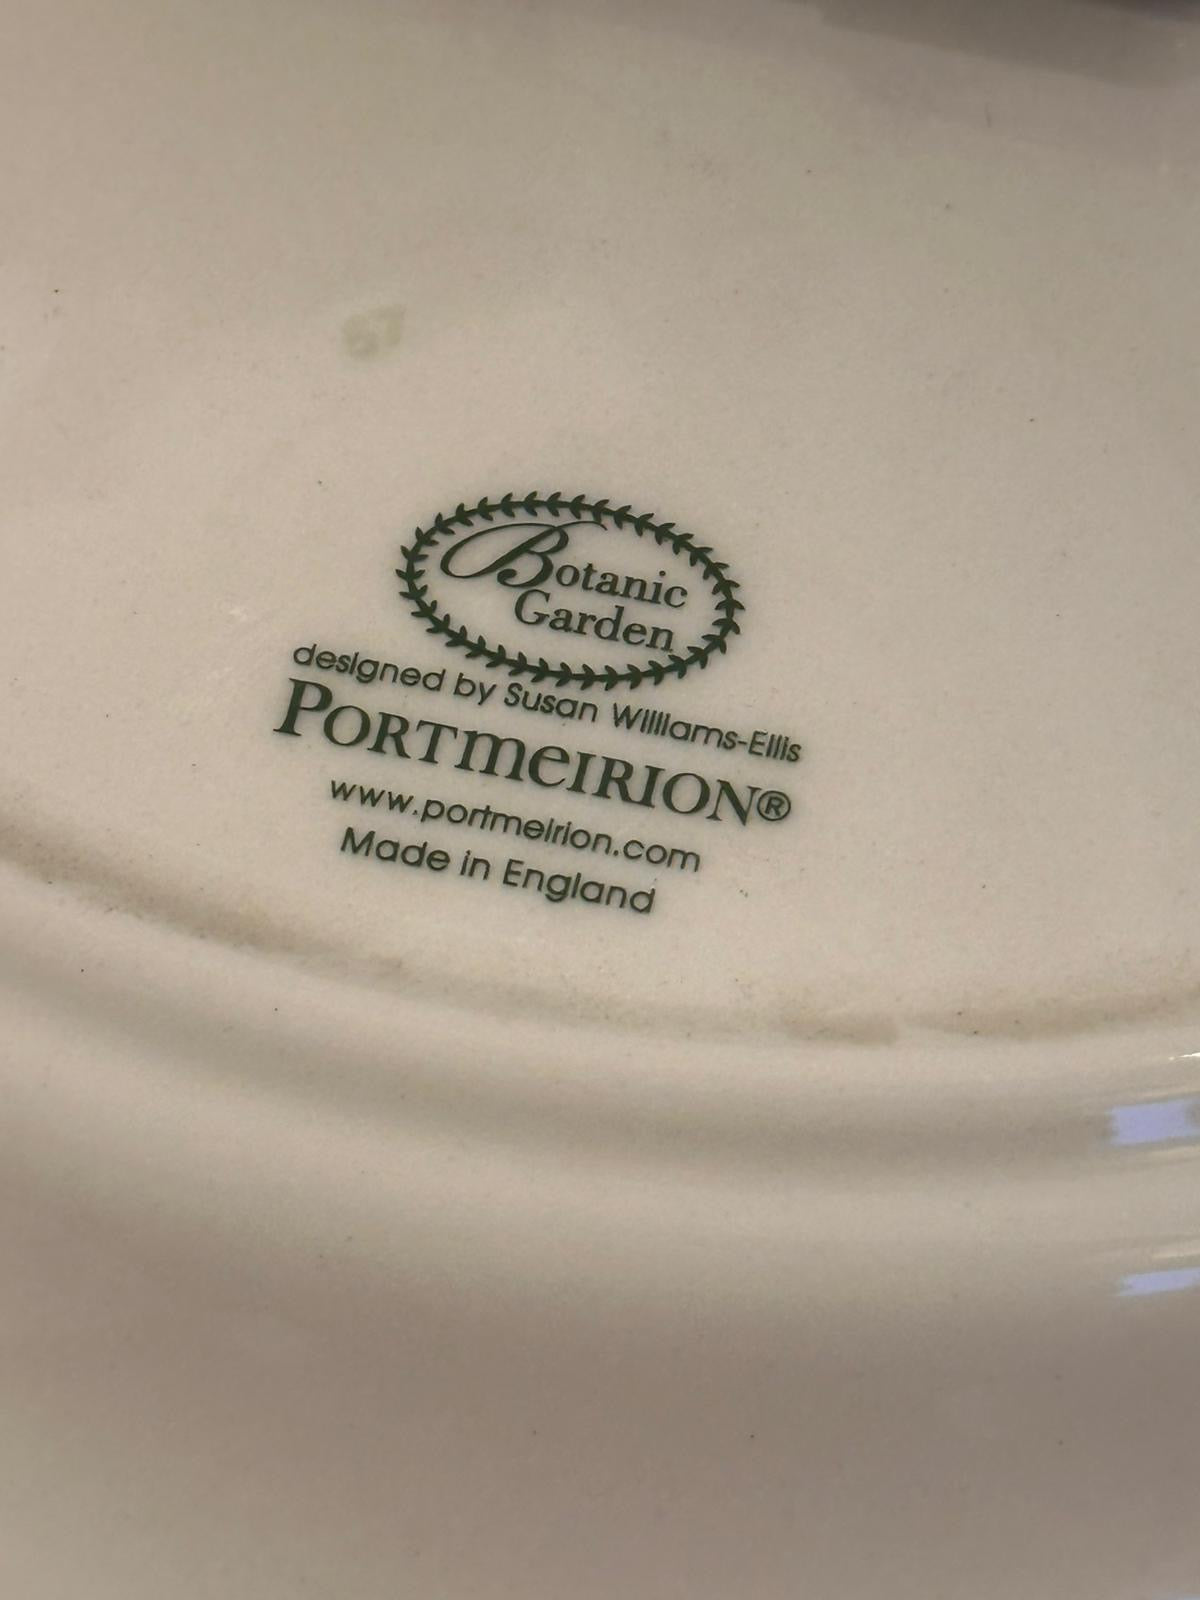 Botanic
Garden
designed by Susan Williams-Ellis
PORTMEIRION®
www.portmeirion.com
Made in England